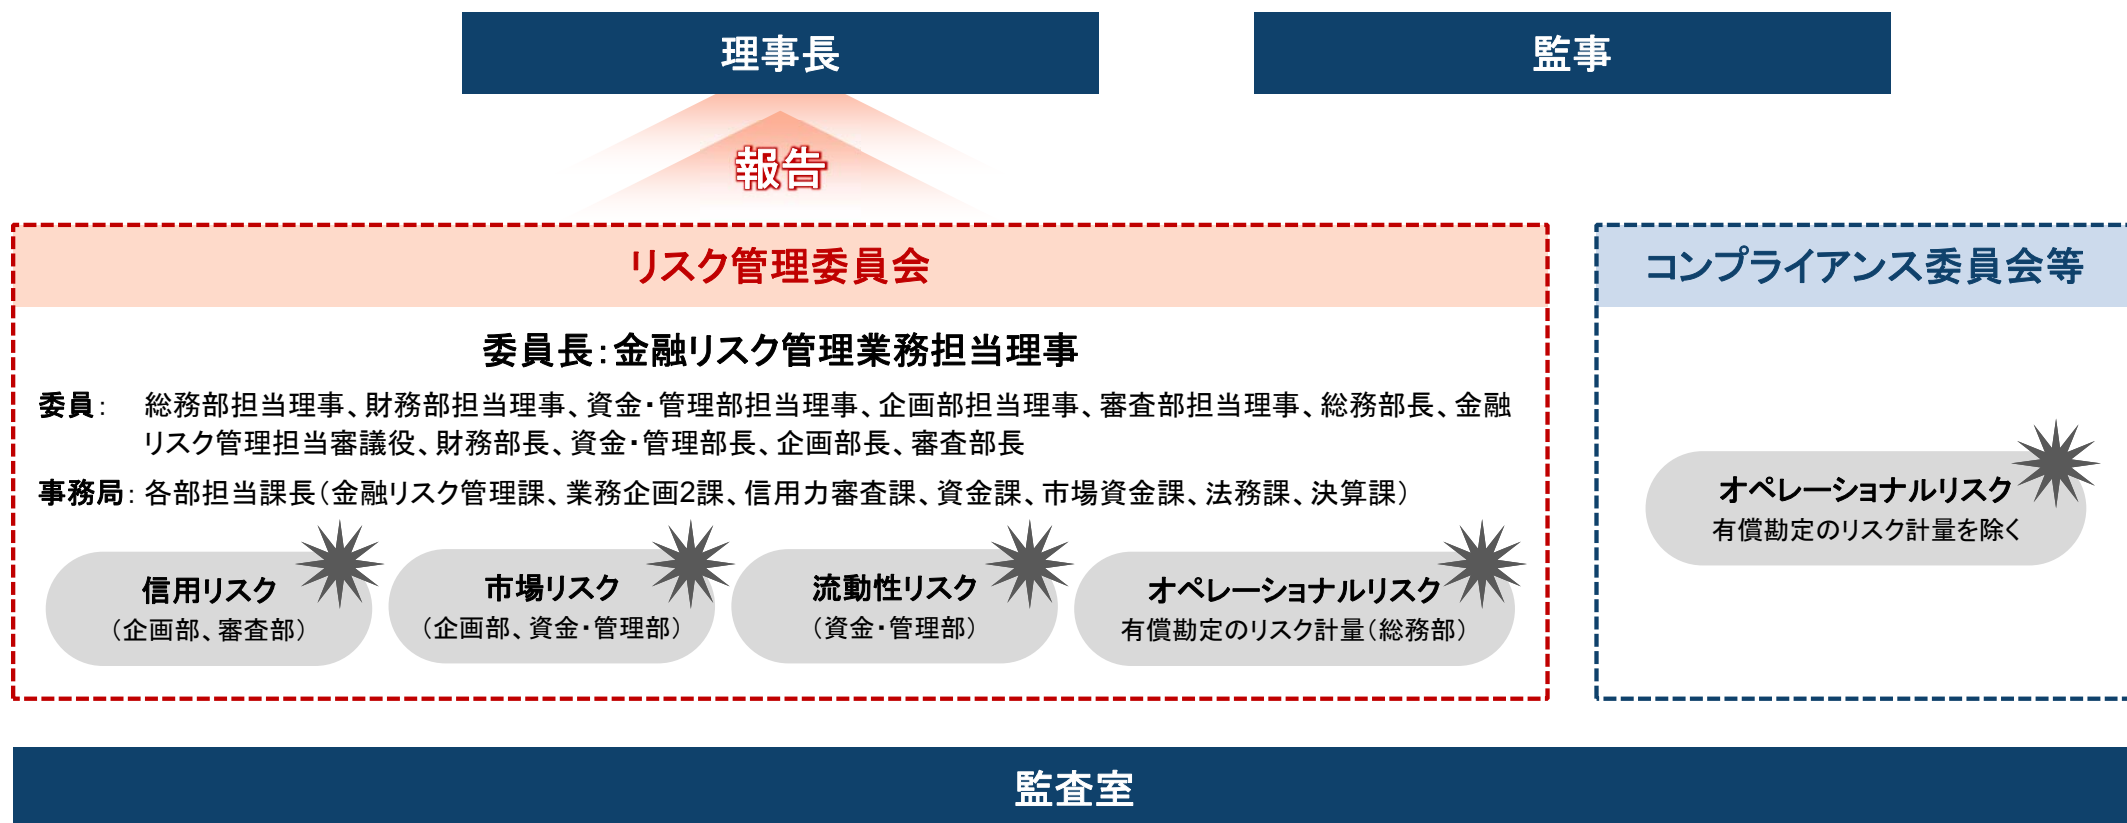 理事長
監事
報告
リスク管理委員会
委員長：金融リスク管理業務担当理事
委員： 総務部担当理事、財務部担当理事、資金・管理部担当理事、企画部担当理事、審査部担当理事、総務部長、金融
リスク管理担当審議役、財務部長、資金・管理部長、企画部長、審査部長
事務局：各部担当課長（金融リスク管理課、業務企画2課、信用力審査課、資金課、市場資金課、法務課、決算課）
信用リスク
（企画部、審査部）
市場リスク
（企画部、資金・管理部）
流動性リスク
（資金・管理部）
オペレーショナルリスク
有償勘定のリスク計量（総務部）
コンプライアンス委員会等
オペレーショナルリスク
有償勘定のリスク計量を除く
監査室